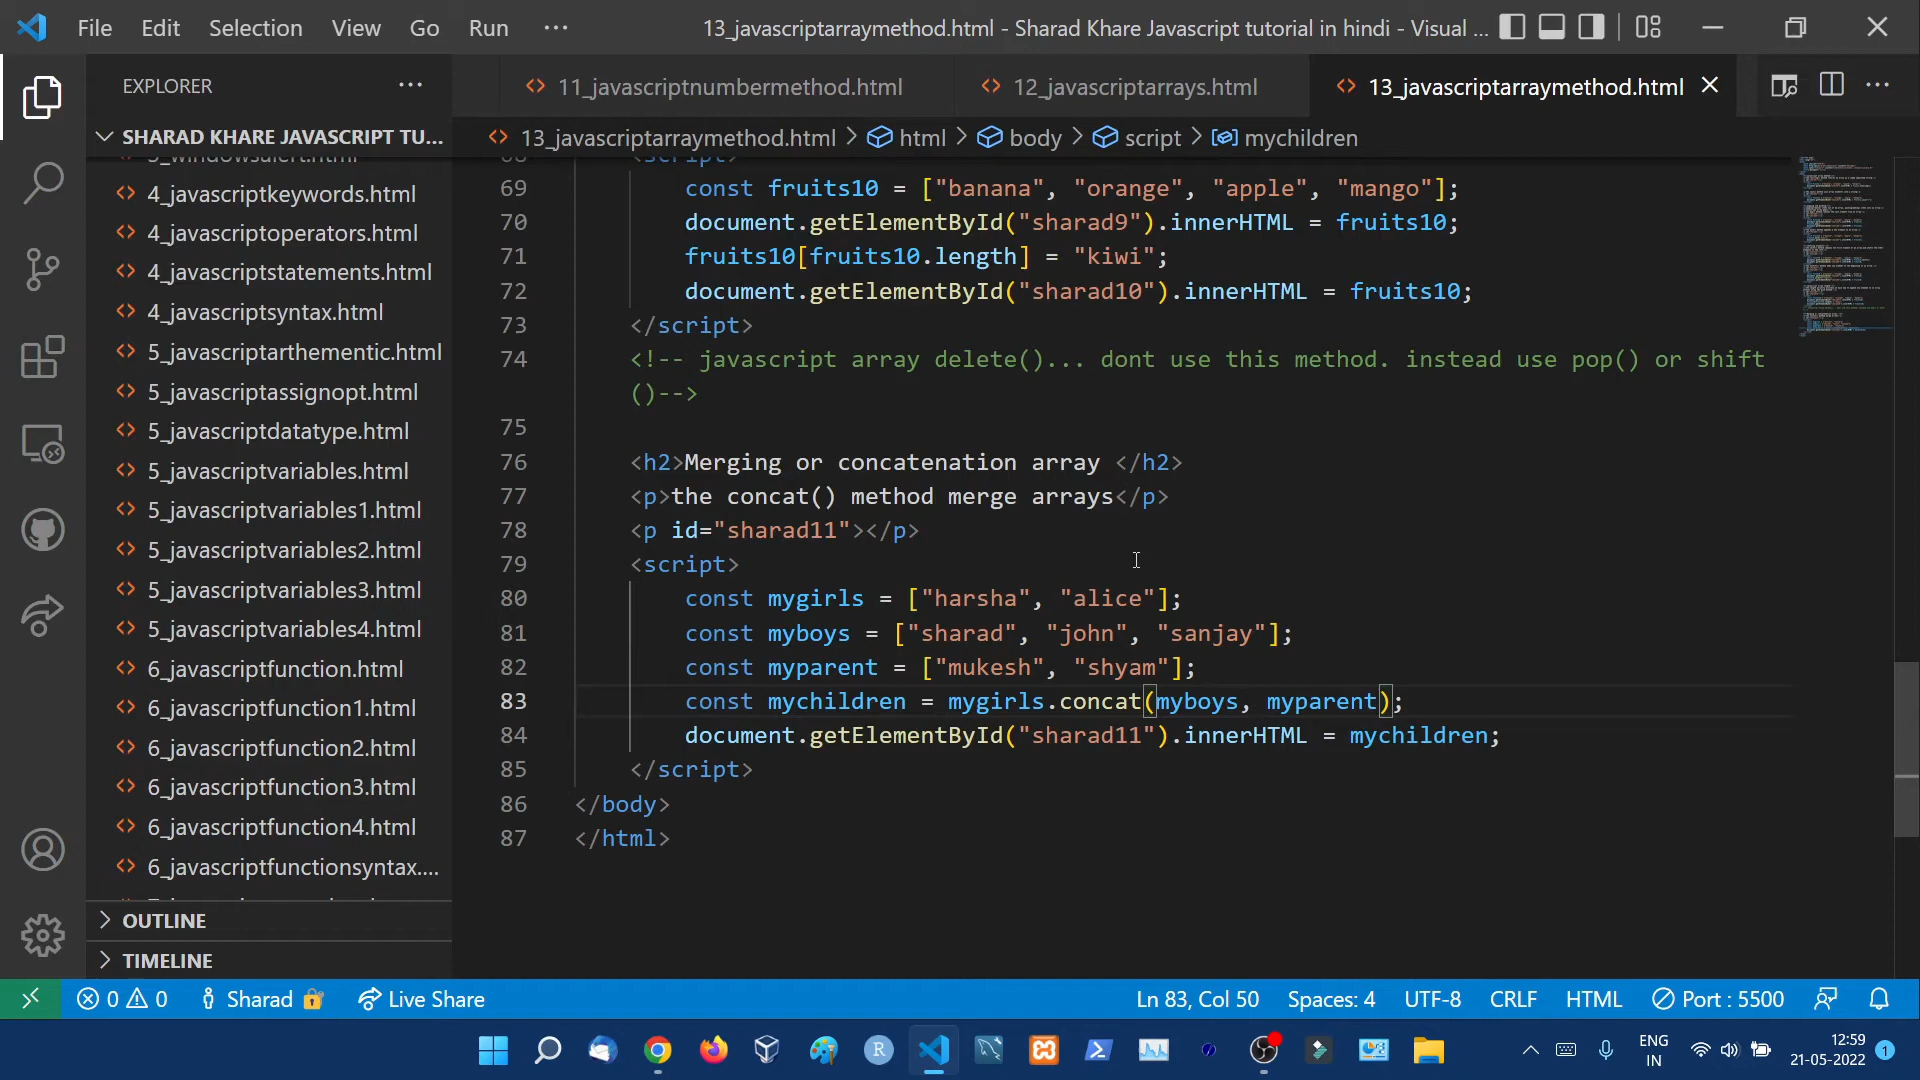 File Edit Selection View Go Run ···
13_javascriptarraymethod.html - Sharad Khare Javascript tutorial in hindi - Visual ...
EXPLORER ···
11_javascriptnumbermethod.html
12_javascriptarrays.html
13_javascriptarraymethod.html
SHARAD KHARE JAVASCRIPT TU...
13_javascriptarraymethod.html > html > body > script > mychildren
4_javascriptkeywords.html
4_javascriptoperators.html
4_javascriptstatements.html
4_javascriptsyntax.html
5_javascriptarthementic.html
5_javascriptassignopt.html
5_javascriptdatatype.html
5_javascriptvariables.html
5_javascriptvariables1.html
5_javascriptvariables2.html
5_javascriptvariables3.html
5_javascriptvariables4.html
6_javascriptfunction.html
6_javascriptfunction1.html
6_javascriptfunction2.html
6_javascriptfunction3.html
6_javascriptfunction4.html
6_javascriptfunctionsyntax....
OUTLINE
TIMELINE
69 const fruits10 = ["banana", "orange", "apple", "mango"];
70 document.getElementById("sharad9").innerHTML = fruits10;
71 fruits10[fruits10.length] = "kiwi";
72 document.getElementById("sharad10").innerHTML = fruits10;
73 </script>
74 <!-- javascript array delete()... dont use this method. instead use pop() or shift
()-->
75
76 <h2>Merging or concatenation array </h2>
77 <p>the concat() method merge arrays</p>
78 <p id="sharad11"></p>
79 <script>
80 const mygirls = ["harsha", "alice"];
81 const myboys = ["sharad", "john", "sanjay"];
82 const myparent = ["mukesh", "shyam"];
83 const mychildren = mygirls.concat(myboys, myparent);
84 document.getElementById("sharad11").innerHTML = mychildren;
85 </script>
86 </body>
87 </html>
0 0 Sharad Live Share Ln 83, Col 50 Spaces: 4 UTF-8 CRLF HTML Port : 5500
R
ENG
IN
12:59
21-05-2022
1